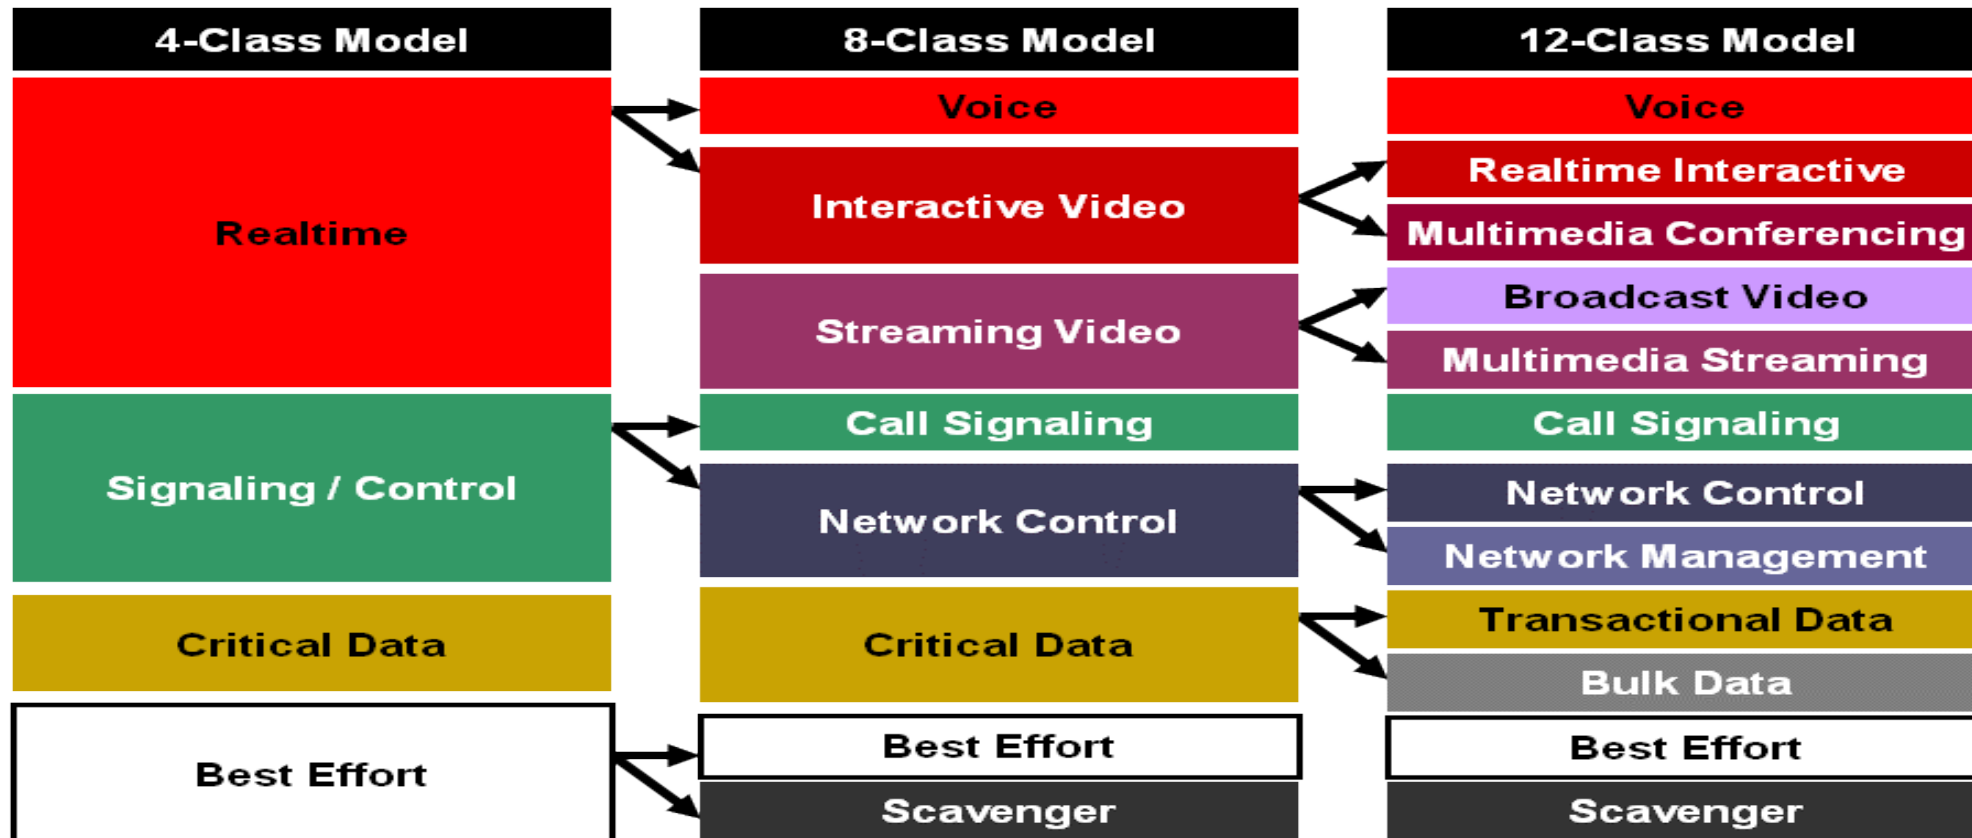 4-Class Model
Realtime
Signaling / Control
Critical Data
Best Effort
8-Class Model
Voice
Interactive Video
Streaming Video
Call Signaling
Network Control
Critical Data
Best Effort
Scavenger
12-Class Model
Voice
Realtime Interactive
Multimedia Conferencing
Broadcast Video
Multimedia Streaming
Call Signaling
Network Control
Network Management
Transactional Data
Bulk Data
Best Effort
Scavenger